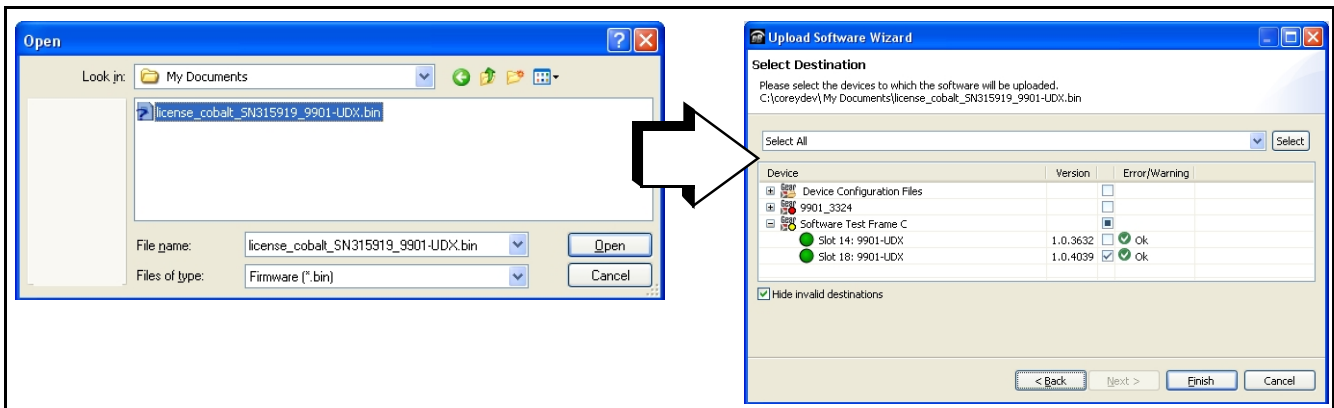 Open
Look in: My Documents
license_cobalt_SN315919_9901-UDX.bin
File name: license_cobalt_SN315919_9901-UDX.bin Open
Files of type: Firmware (*.bin) Cancel
Upload Software Wizard
Select Destination
Please select the devices to which the software will be uploaded.
C:\coreydev\My Documents\license_cobalt_SN315919_9901-UDX.bin
Select All Select
Device Version Error/Warning
Gear Device Configuration Files
Gear 9901_3324
Gear Software Test Frame C
Slot 14: 9901-UDX 1.0.3632 Ok
Slot 18: 9901-UDX 1.0.4039 Ok
Hide invalid destinations
< Back Next > Finish Cancel